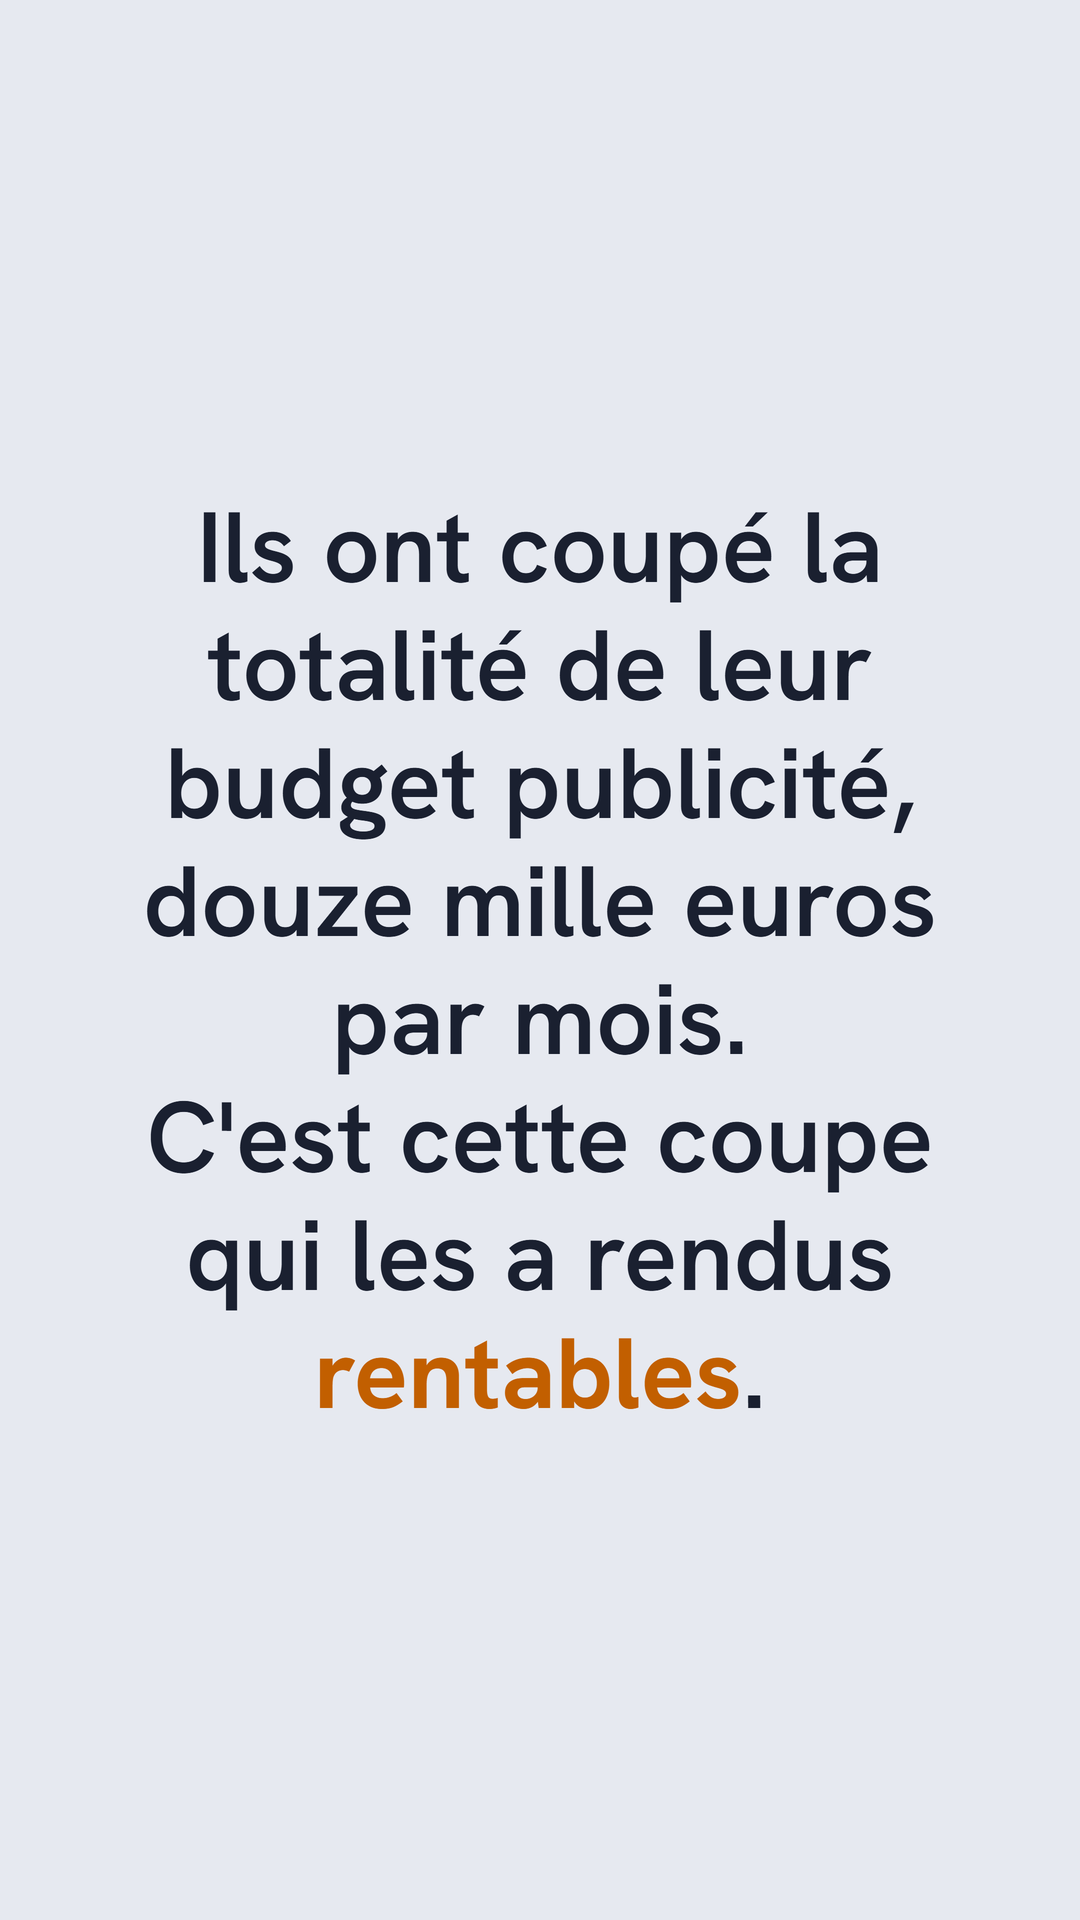 Ils ont coupé la
totalité de leur
budget publicité,
douze mille euros
par mois.
C'est cette coupe
qui les a rendus
rentables.